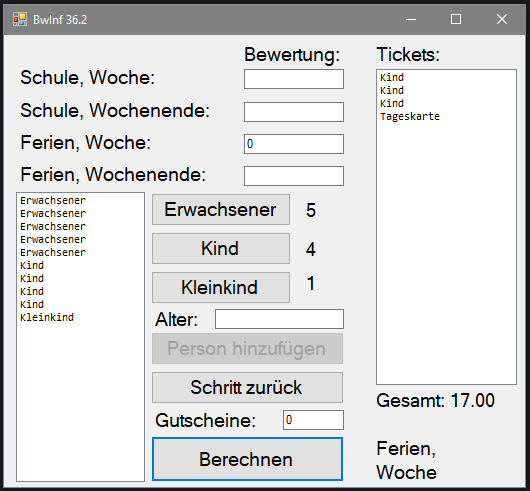 BwInf 36.2
Bewertung:
Schule, Woche:
Schule, Wochenende:
Ferien, Woche:
0
Ferien, Wochenende:
Erwachsener
Erwachsener
Erwachsener
Erwachsener
Erwachsener
Kind
Kind
Kind
Kind
Kleinkind
Erwachsener 5
Kind 4
Kleinkind 1
Alter:
Person hinzufügen
Schritt zurück
Gutscheine: 0
Berechnen
Tickets:
Kind
Kind
Kind
Tageskarte
Gesamt: 17.00
Ferien,
Woche